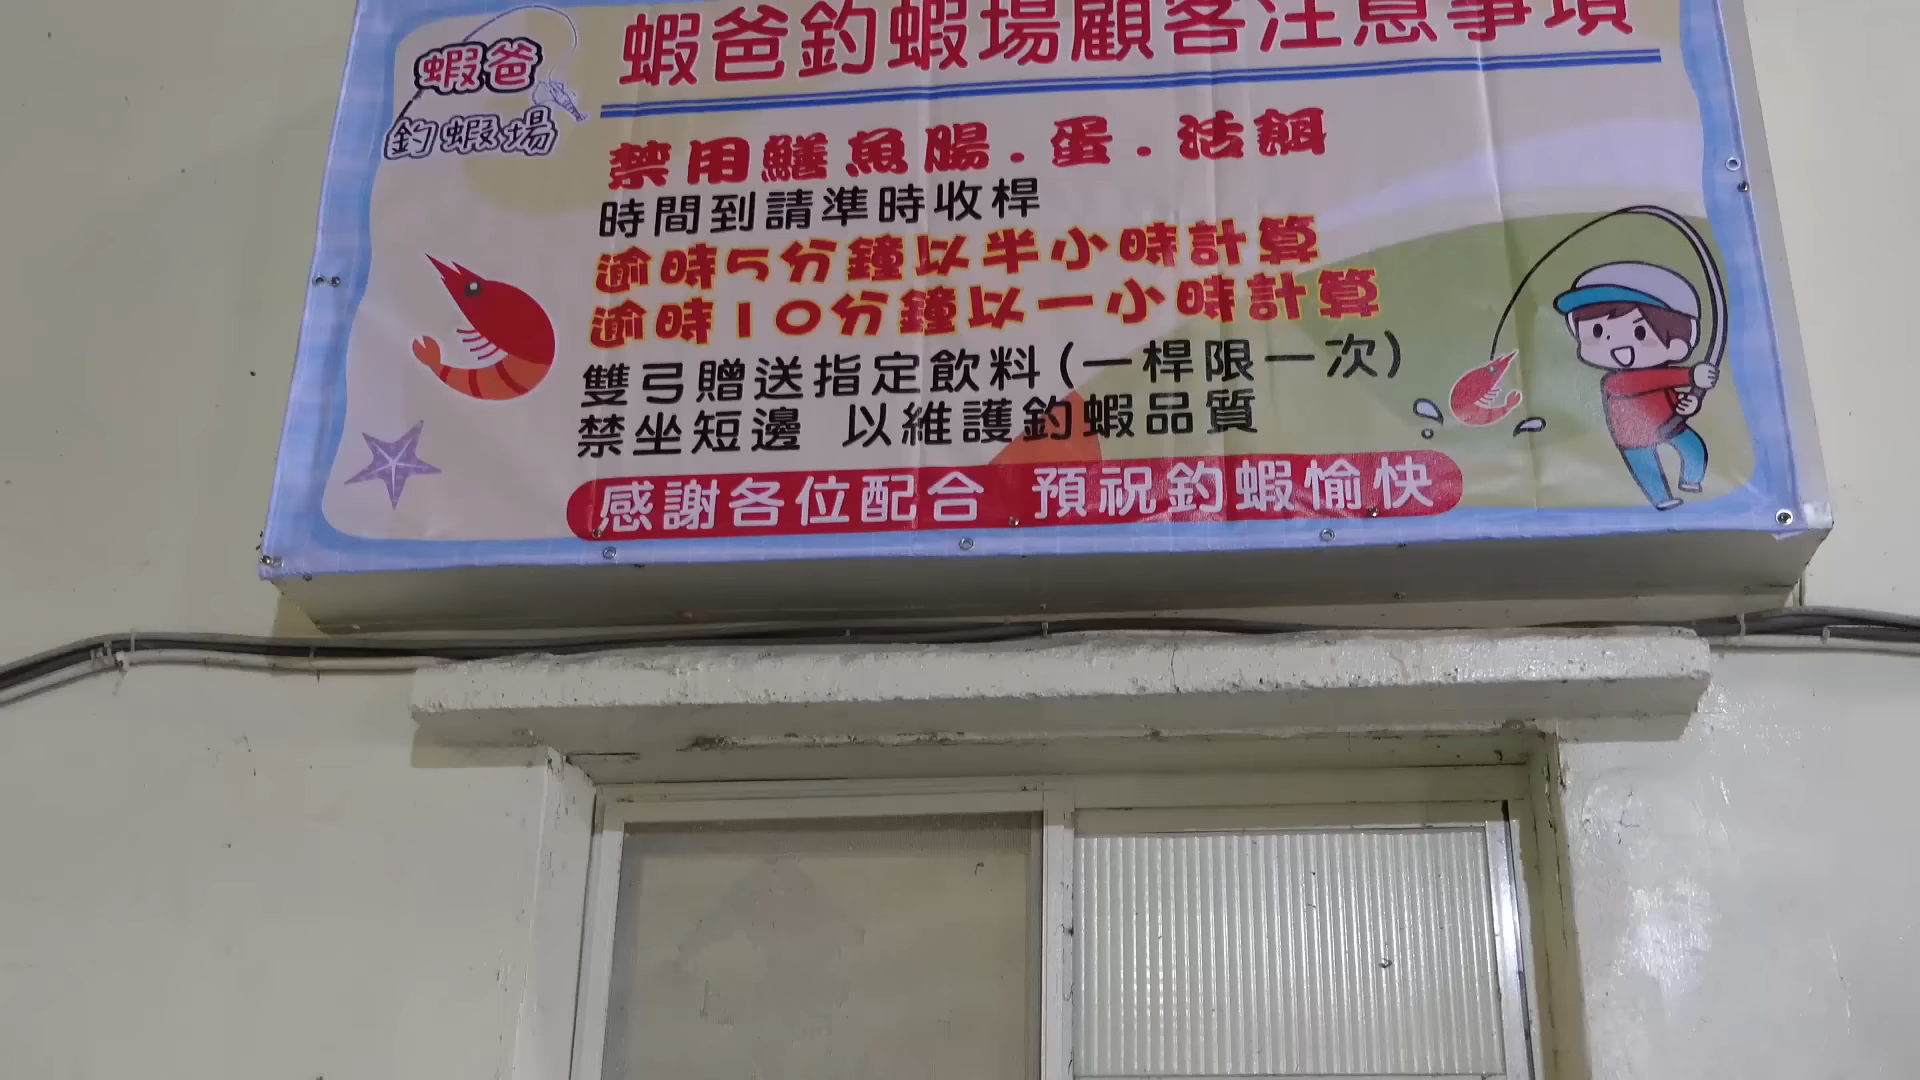 蝦爸釣蝦場顧客注意事項
蝦爸
釣蝦場
禁用鱔魚腸.蛋.活餌
時間到請準時收桿
逾時5分鐘以半小時計算
逾時10分鐘以一小時計算
雙弓贈送指定飲料(一桿限一次)
禁坐短邊 以維護釣蝦品質
感謝各位配合 預祝釣蝦愉快